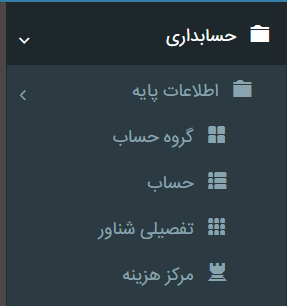 حسابداری
اطلاعات پایه
گروه حساب
حساب
تفصیلی شناور
مرکز هزینه